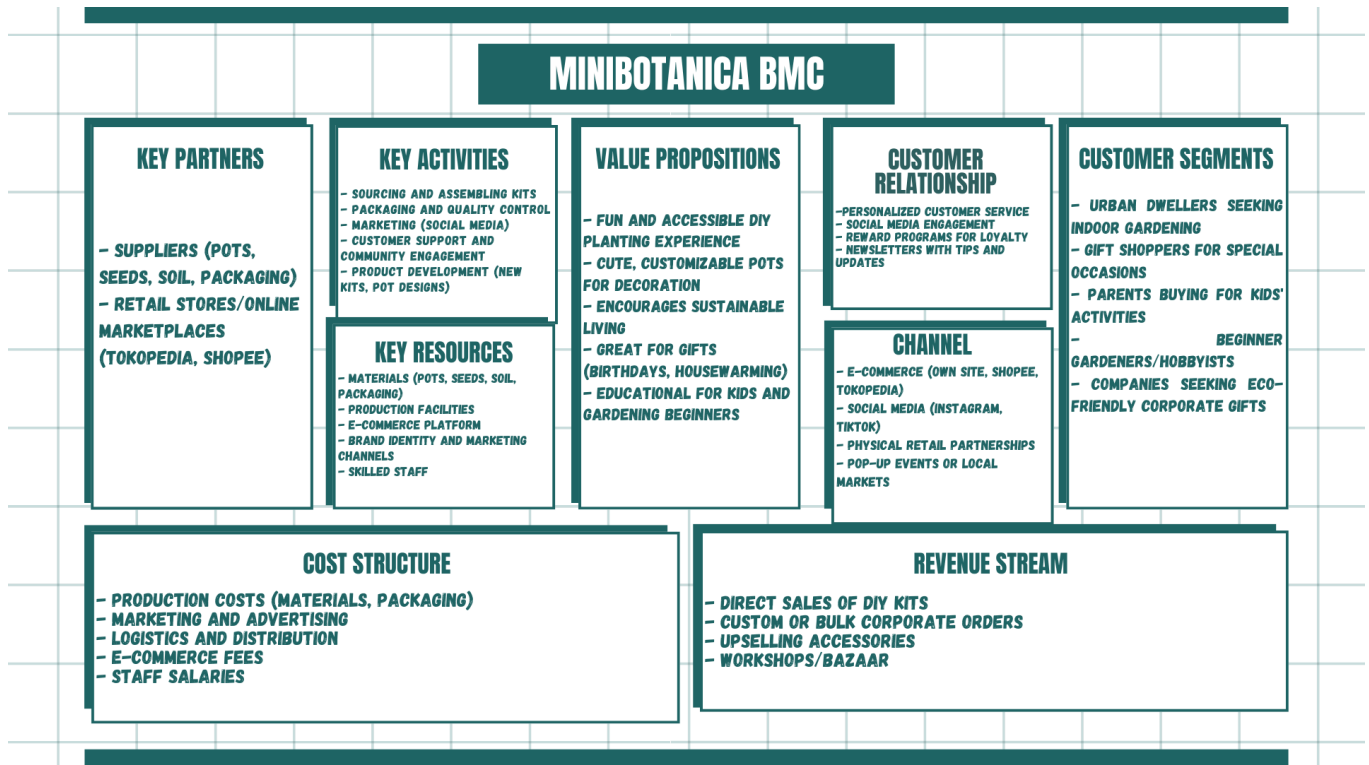 MINIBOTANICA BMC
KEY PARTNERS
- SUPPLIERS (POTS,
SEEDS, SOIL, PACKAGING)
- RETAIL STORES/ONLINE
MARKETPLACES
(TOKOPEDIA, SHOPEE)
KEY ACTIVITIES
- SOURCING AND ASSEMBLING KITS
- PACKAGING AND QUALITY CONTROL
- MARKETING (SOCIAL MEDIA)
- CUSTOMER SUPPORT AND
COMMUNITY ENGAGEMENT
- PRODUCT DEVELOPMENT (NEW
KITS, POT DESIGNS)
KEY RESOURCES
- MATERIALS (POTS, SEEDS, SOIL,
PACKAGING)
- PRODUCTION FACILITIES
- E-COMMERCE PLATFORM
- BRAND IDENTITY AND MARKETING
CHANNELS
- SKILLED STAFF
VALUE PROPOSITIONS
- FUN AND ACCESSIBLE DIY
PLANTING EXPERIENCE
- CUTE, CUSTOMIZABLE POTS
FOR DECORATION
- ENCOURAGES SUSTAINABLE
LIVING
- GREAT FOR GIFTS
(BIRTHDAYS, HOUSEWARMING)
- EDUCATIONAL FOR KIDS AND
GARDENING BEGINNERS
CUSTOMER
RELATIONSHIP
-PERSONALIZED CUSTOMER SERVICE
- SOCIAL MEDIA ENGAGEMENT
- REWARD PROGRAMS FOR LOYALTY
- NEWSLETTERS WITH TIPS AND
UPDATES
CHANNEL
- E-COMMERCE (OWN SITE, SHOPEE,
TOKOPEDIA)
- SOCIAL MEDIA (INSTAGRAM,
TIKTOK)
- PHYSICAL RETAIL PARTNERSHIPS
- POP-UP EVENTS OR LOCAL
MARKETS
CUSTOMER SEGMENTS
- URBAN DWELLERS SEEKING
INDOOR GARDENING
- GIFT SHOPPERS FOR SPECIAL
OCCASIONS
- PARENTS BUYING FOR KIDS'
ACTIVITIES
- BEGINNER
GARDENERS/HOBBYISTS
- COMPANIES SEEKING ECO-
FRIENDLY CORPORATE GIFTS
COST STRUCTURE
- PRODUCTION COSTS (MATERIALS, PACKAGING)
- MARKETING AND ADVERTISING
- LOGISTICS AND DISTRIBUTION
- E-COMMERCE FEES
- STAFF SALARIES
REVENUE STREAM
- DIRECT SALES OF DIY KITS
- CUSTOM OR BULK CORPORATE ORDERS
- UPSELLING ACCESSORIES
- WORKSHOPS/BAZAAR